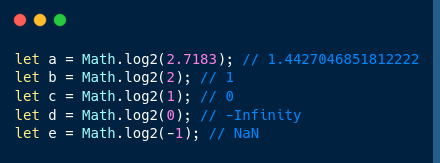 let a = Math.log2(2.7183); // 1.4427046851812222
let b = Math.log2(2); // 1
let c = Math.log2(1); // 0
let d = Math.log2(0); // -Infinity
let e = Math.log2(-1); // NaN